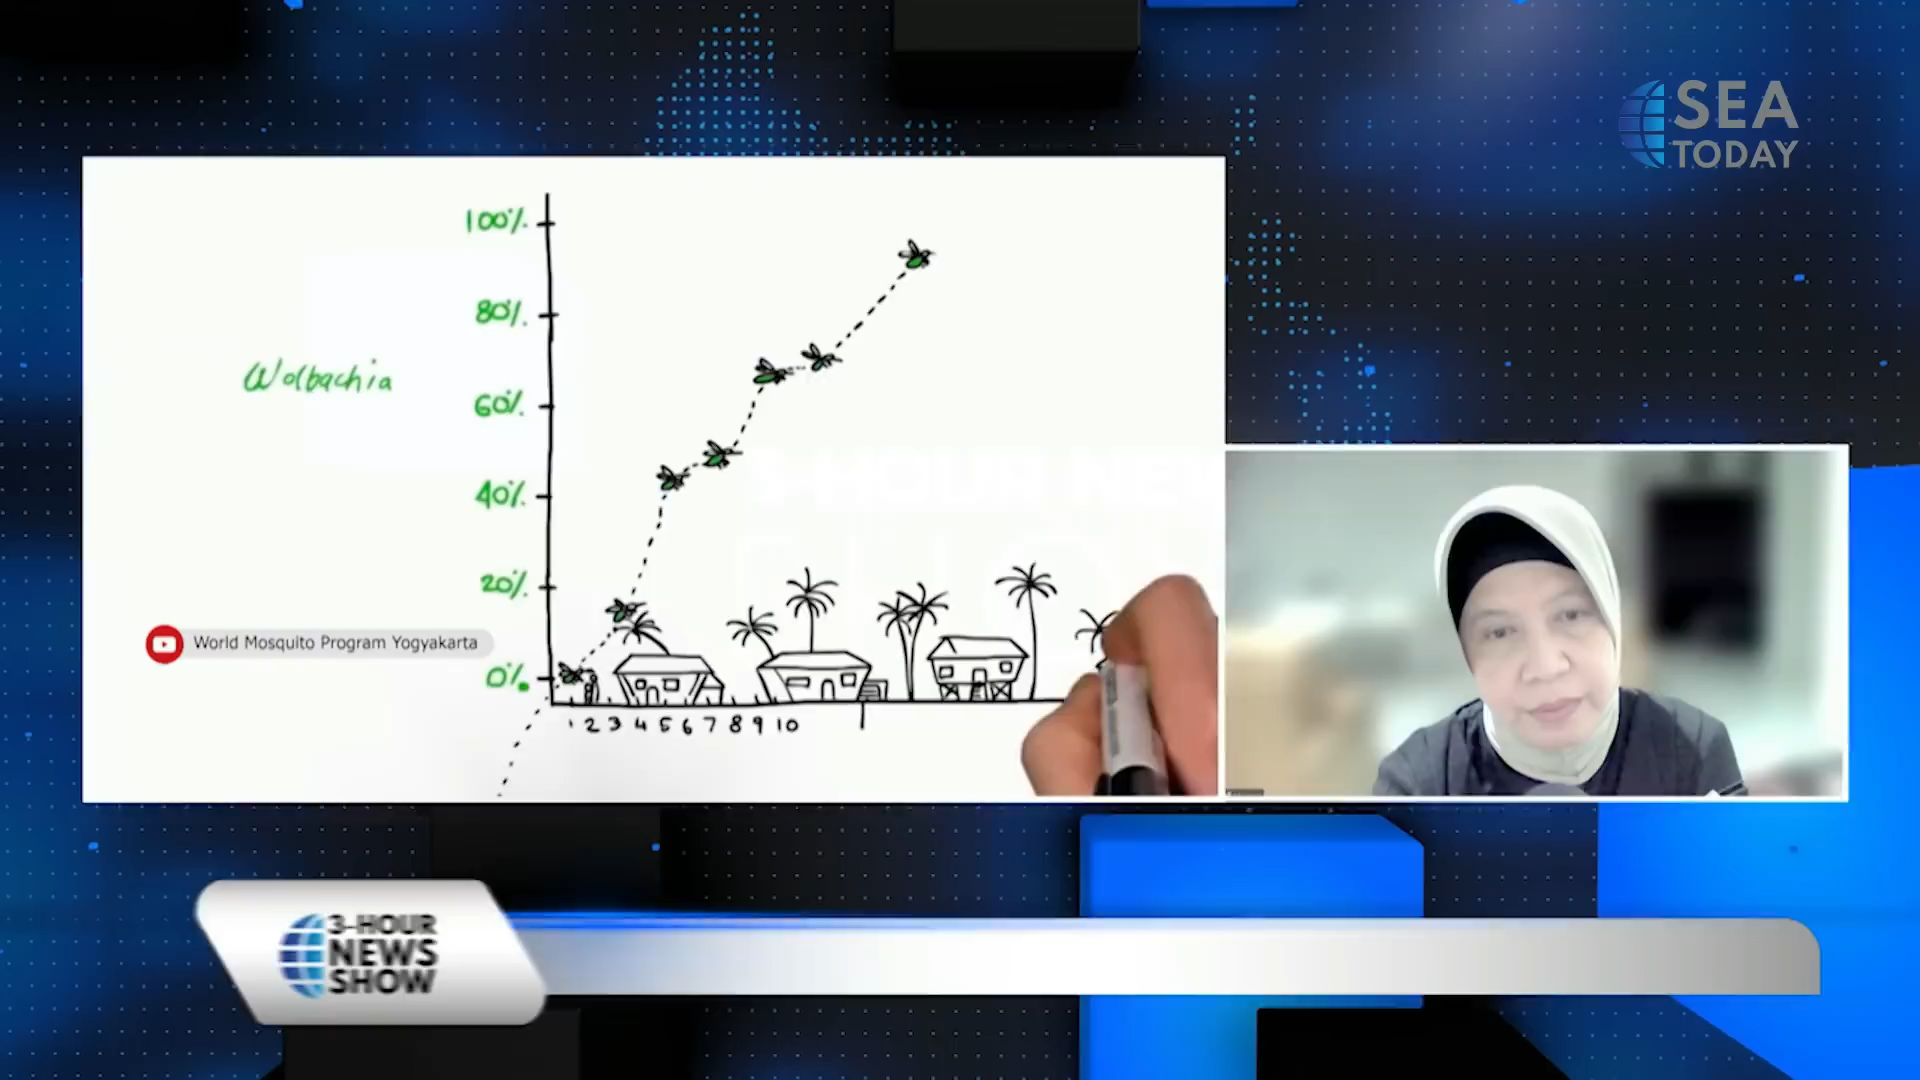 SEA
TODAY
100%
80%
Wolbachia
60%
40%
20%
World Mosquito Program Yogyakarta
0%
1 2 3 4 5 6 7 8 9 10
3-HOUR
NEWS
SHOW